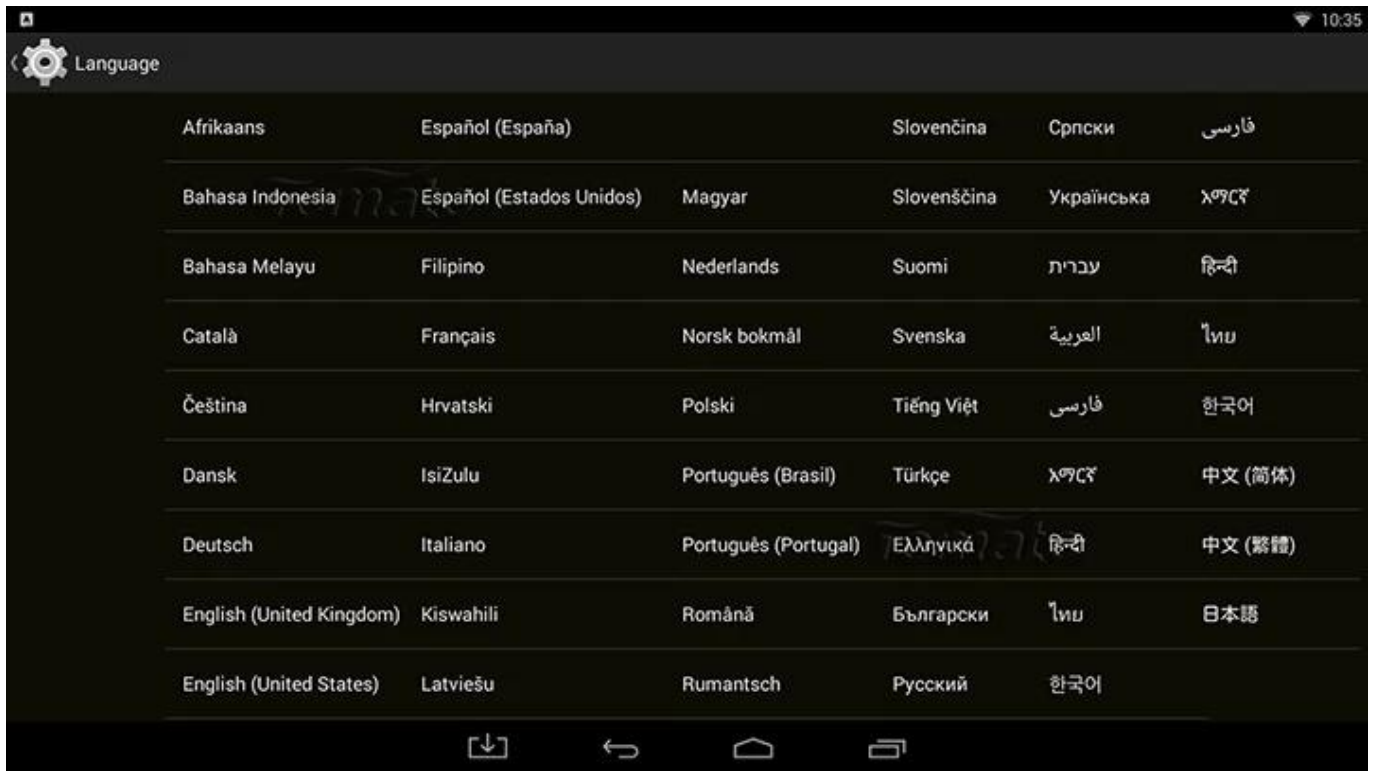 10:35
Language
Afrikaans Español (España) Slovenčina Српски فارسی
Bahasa Indonesia Español (Estados Unidos) Magyar Slovenščina Українська አማርኛ
Bahasa Melayu Filipino Nederlands Suomi עברית हिन्दी
Català Français Norsk bokmål Svenska العربية ไทย
Čeština Hrvatski Polski Tiếng Việt فارسی 한국어
Dansk IsiZulu Português (Brasil) Türkçe አማርኛ 中文 (简体)
Deutsch Italiano Português (Portugal) Ελληνικά हिन्दी 中文 (繁體)
English (United Kingdom) Kiswahili Română Български ไทย 日本語
English (United States) Latviešu Rumantsch Русский 한국어